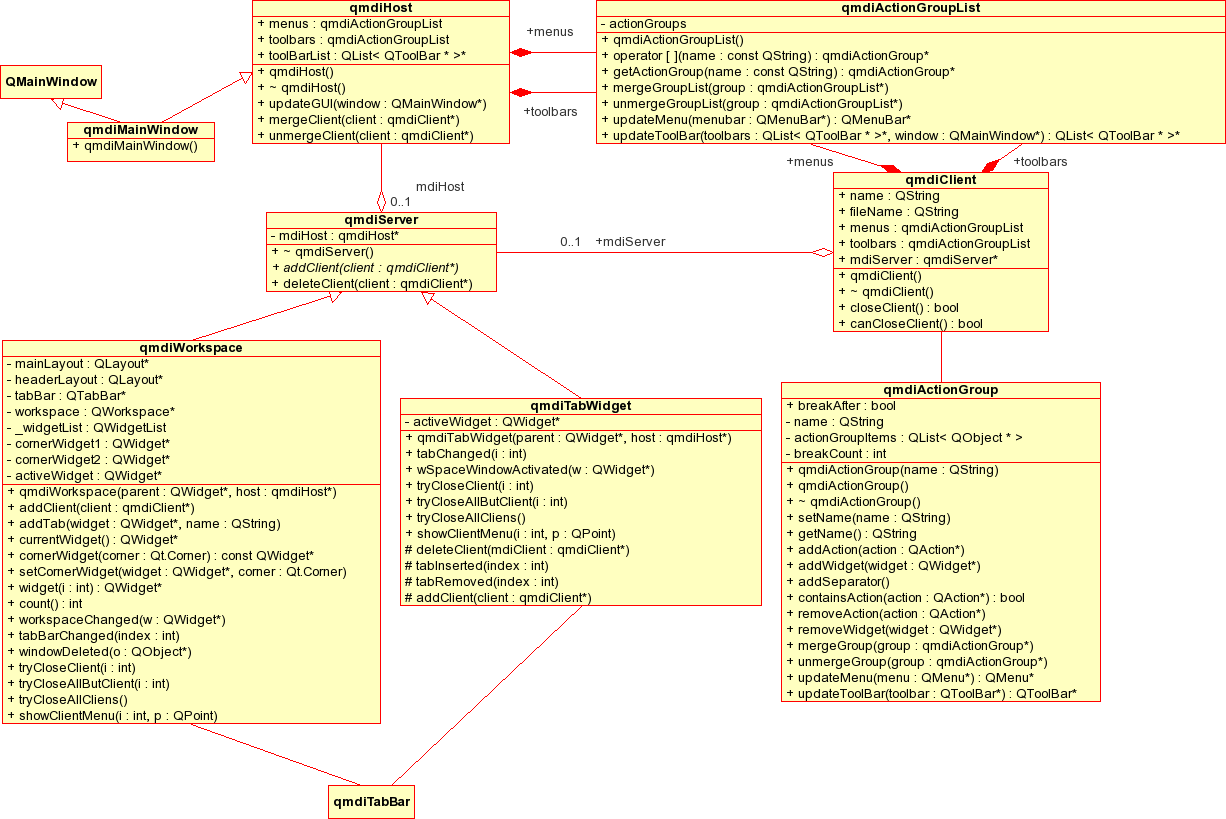 qmdiHost
+ menus : qmdiActionGroupList
+ toolbars : qmdiActionGroupList
+ toolBarList : QList< QToolBar * >*
+ qmdiHost()
+ ~ qmdiHost()
+ updateGUI(window : QMainWindow*)
+ mergeClient(client : qmdiClient*)
+ unmergeClient(client : qmdiClient*)
+menus
+toolbars
qmdiActionGroupList
- actionGroups
+ qmdiActionGroupList()
+ operator [ ](name : const QString) : qmdiActionGroup*
+ getActionGroup(name : const QString) : qmdiActionGroup*
+ mergeGroupList(group : qmdiActionGroupList*)
+ unmergeGroupList(group : qmdiActionGroupList*)
+ updateMenu(menubar : QMenuBar*) : QMenuBar*
+ updateToolBar(toolbars : QList< QToolBar * >*, window : QMainWindow*) : QList< QToolBar * >*
QMainWindow
qmdiMainWindow
+ qmdiMainWindow()
+menus
+toolbars
mdiHost
0..1
qmdiServer
- mdiHost : qmdiHost*
+ ~ qmdiServer()
+ addClient(client : qmdiClient*)
+ deleteClient(client : qmdiClient*)
0..1 +mdiServer
qmdiClient
+ name : QString
+ fileName : QString
+ menus : qmdiActionGroupList
+ toolbars : qmdiActionGroupList
+ mdiServer : qmdiServer*
+ qmdiClient()
+ ~ qmdiClient()
+ closeClient() : bool
+ canCloseClient() : bool
qmdiWorkspace
- mainLayout : QLayout*
- headerLayout : QLayout*
- tabBar : QTabBar*
- workspace : QWorkspace*
- _widgetList : QWidgetList
- cornerWidget1 : QWidget*
- cornerWidget2 : QWidget*
- activeWidget : QWidget*
+ qmdiWorkspace(parent : QWidget*, host : qmdiHost*)
+ addClient(client : qmdiClient*)
+ addTab(widget : QWidget*, name : QString)
+ currentWidget() : QWidget*
+ cornerWidget(corner : Qt.Corner) : const QWidget*
+ setCornerWidget(widget : QWidget*, corner : Qt.Corner)
+ widget(i : int) : QWidget*
+ count() : int
+ workspaceChanged(w : QWidget*)
+ tabBarChanged(index : int)
+ windowDeleted(o : QObject*)
+ tryCloseClient(i : int)
+ tryCloseAllButClient(i : int)
+ tryCloseAllCliens()
+ showClientMenu(i : int, p : QPoint)
qmdiTabWidget
- activeWidget : QWidget*
+ qmdiTabWidget(parent : QWidget*, host : qmdiHost*)
+ tabChanged(i : int)
+ wSpaceWindowActivated(w : QWidget*)
+ tryCloseClient(i : int)
+ tryCloseAllButClient(i : int)
+ tryCloseAllCliens()
+ showClientMenu(i : int, p : QPoint)
# deleteClient(mdiClient : qmdiClient*)
# tabInserted(index : int)
# tabRemoved(index : int)
# addClient(client : qmdiClient*)
qmdiActionGroup
+ breakAfter : bool
- name : QString
- actionGroupItems : QList< QObject * >
- breakCount : int
+ qmdiActionGroup(name : QString)
+ qmdiActionGroup()
+ ~ qmdiActionGroup()
+ setName(name : QString)
+ getName() : QString
+ addAction(action : QAction*)
+ addWidget(widget : QWidget*)
+ addSeparator()
+ containsAction(action : QAction*) : bool
+ removeAction(action : QAction*)
+ removeWidget(widget : QWidget*)
+ mergeGroup(group : qmdiActionGroup*)
+ unmergeGroup(group : qmdiActionGroup*)
+ updateMenu(menu : QMenu*) : QMenu*
+ updateToolBar(toolbar : QToolBar*) : QToolBar*
qmdiTabBar